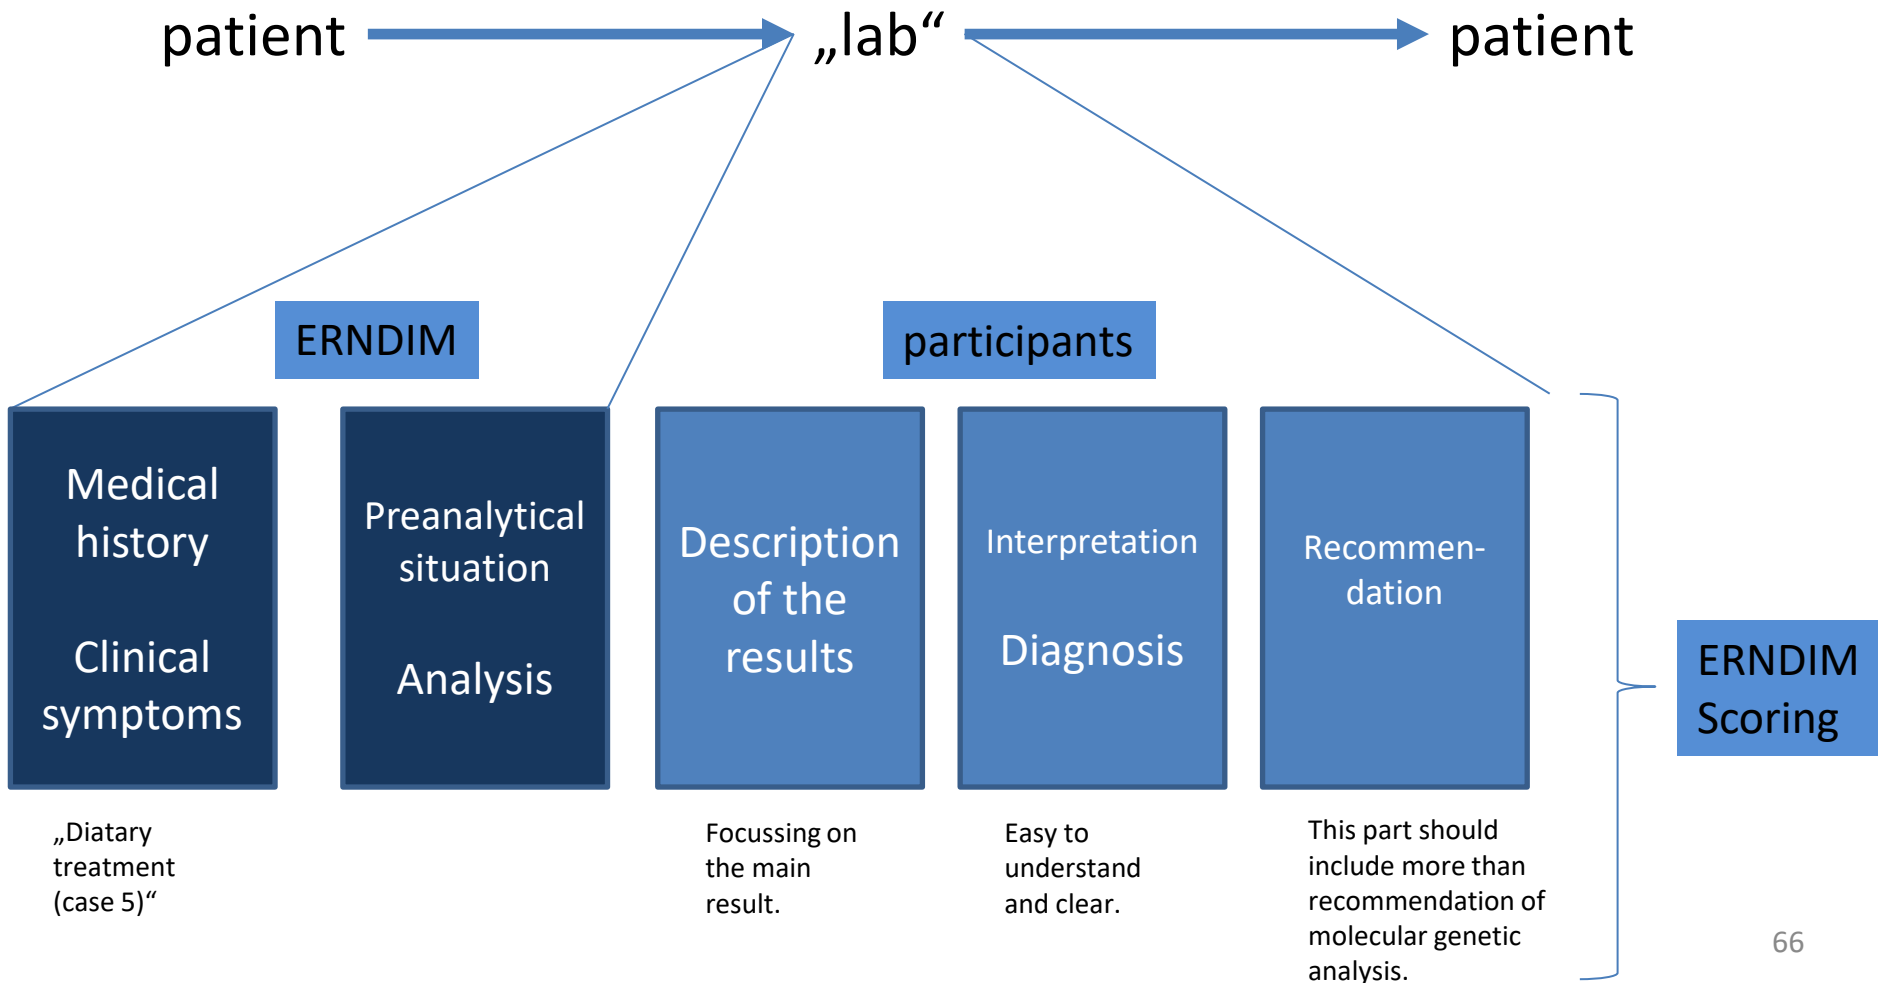 patient
„lab“
patient
ERNDIM
participants
Medical
history
Clinical
symptoms
Preanalytical
situation
Analysis
Description
of the
results
Interpretation
Diagnosis
Recommen-
dation
ERNDIM
Scoring
„Diatary
treatment
(case 5)“
Focussing on
the main
result.
Easy to
understand
and clear.
This part should
include more than
recommendation of
molecular genetic
analysis.
66